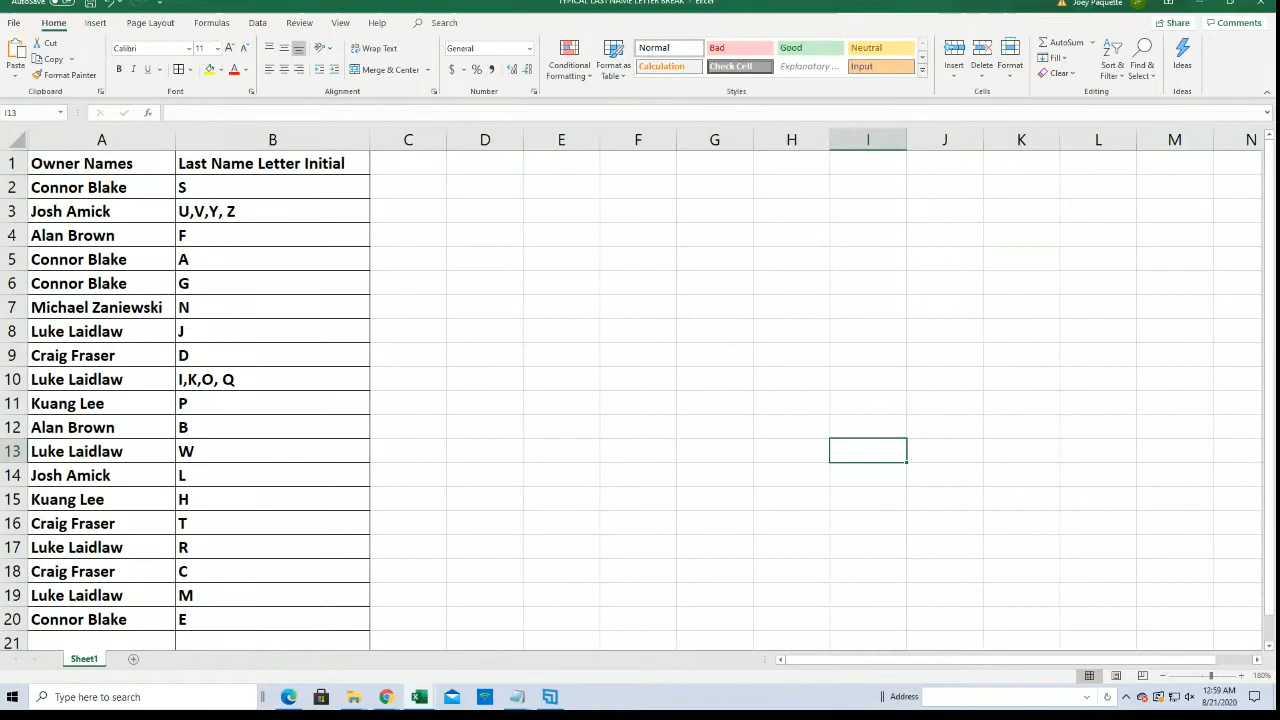 AutoSave Off TYPICAL LAST NAME LETTER BREAK - Excel Joey Paquette JP
File Home Insert Page Layout Formulas Data Review View Help Search Share Comments
Paste Cut Copy Format Painter Clipboard
Calibri 11 B I U A Font
Wrap Text Merge & Center Alignment
General $ % Number
Conditional Formatting Format as Table
Normal Bad Good Neutral
Calculation Check Cell Explanatory ... Input
Styles
Insert Delete Format Cells
AutoSum Fill Clear Sort & Filter Find & Select Editing
Ideas Ideas
I13 fx
A B C D E F G H I J K L M N
1 Owner Names Last Name Letter Initial
2 Connor Blake S
3 Josh Amick U,V,Y, Z
4 Alan Brown F
5 Connor Blake A
6 Connor Blake G
7 Michael Zaniewski N
8 Luke Laidlaw J
9 Craig Fraser D
10 Luke Laidlaw I,K,O, Q
11 Kuang Lee P
12 Alan Brown B
13 Luke Laidlaw W
14 Josh Amick L
15 Kuang Lee H
16 Craig Fraser T
17 Luke Laidlaw R
18 Craig Fraser C
19 Luke Laidlaw M
20 Connor Blake E
21
Sheet1
180%
Type here to search Address 12:59 AM
8/21/2020